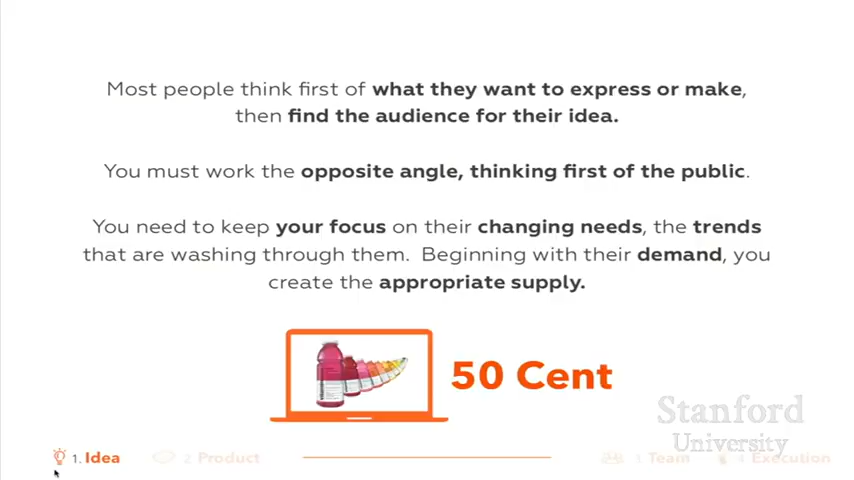 Most people think first of what they want to express or make,
then find the audience for their idea.
You must work the opposite angle, thinking first of the public.
You need to keep your focus on their changing needs, the trends
that are washing through them. Beginning with their demand, you
create the appropriate supply.
50 Cent
Stanford
University
1. Idea
2. Product
3. Team
4. Execution